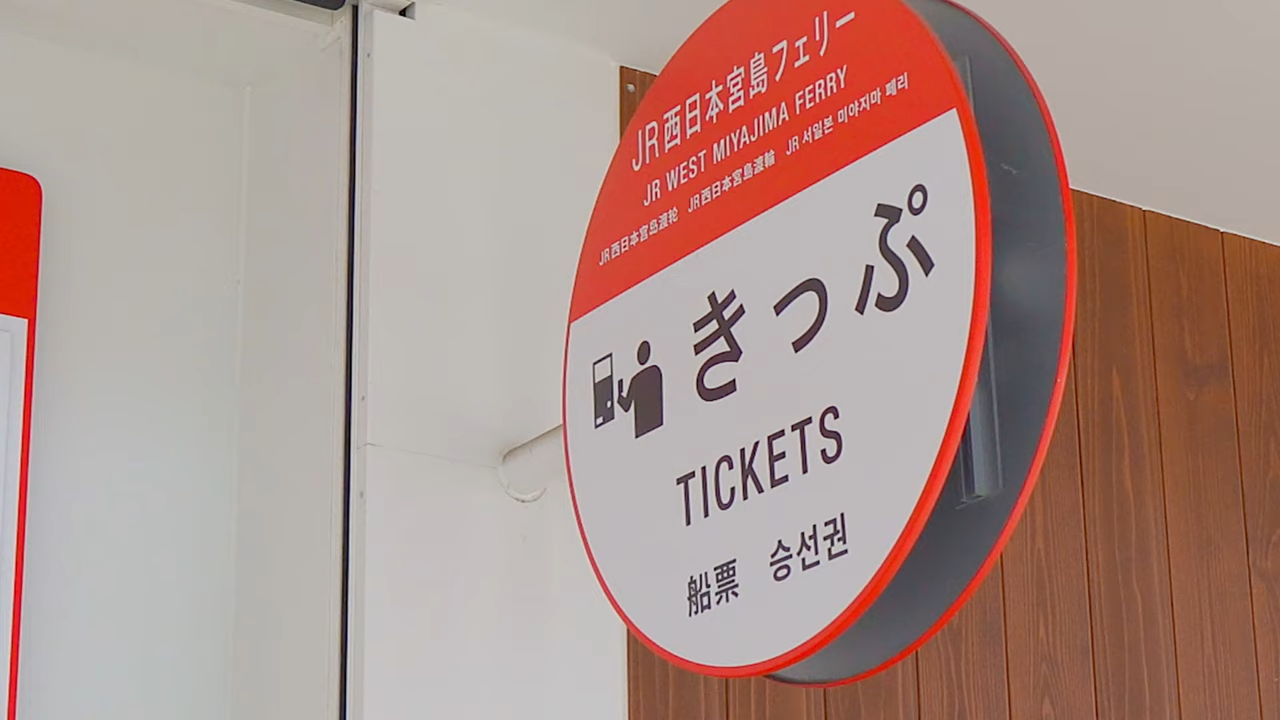 JR西日本宮島フェリー
JR WEST MIYAJIMA FERRY
JR西日本宫岛渡轮 JR西日本宮島渡輪 JR 서일본 미야지마 페리
きっぷ
TICKETS
船票 승선권